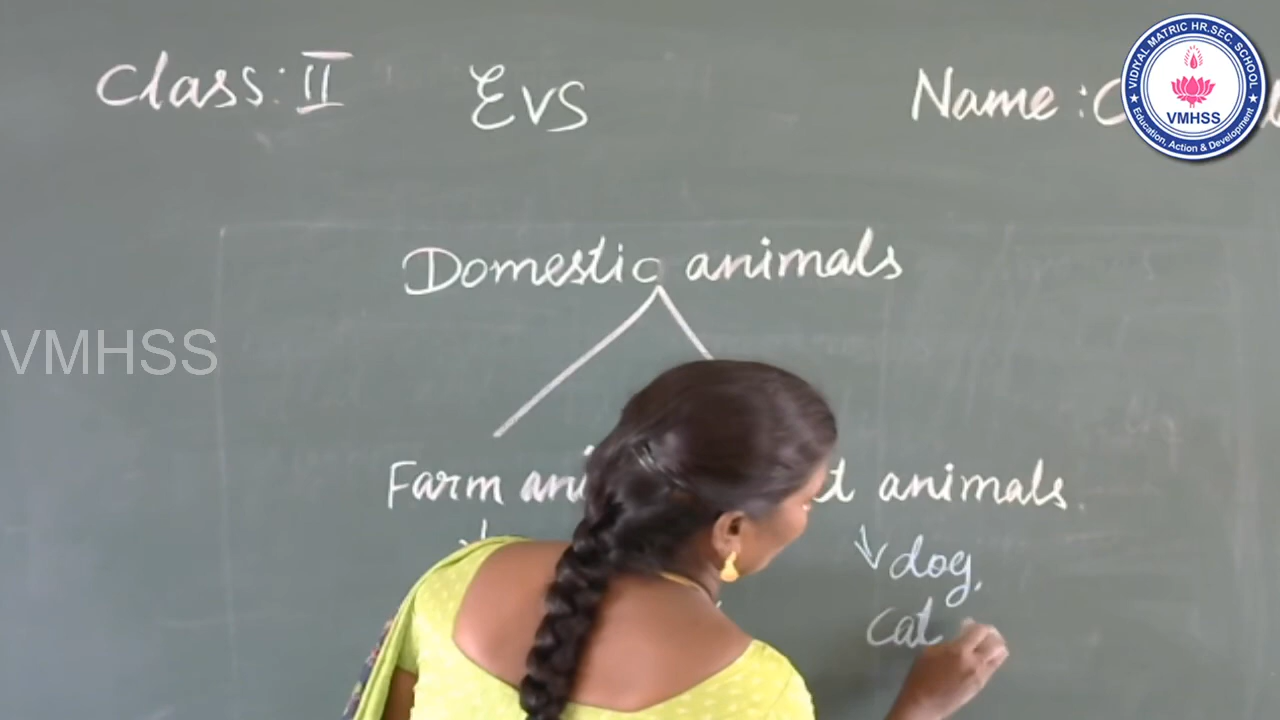 Class: II EVS Name :
VIDIYAL MATRIC HR.SEC. SCHOOL
VMHSS
Education, Action & Development
Domestic animals
VMHSS
Farm animals.
dog,
cat